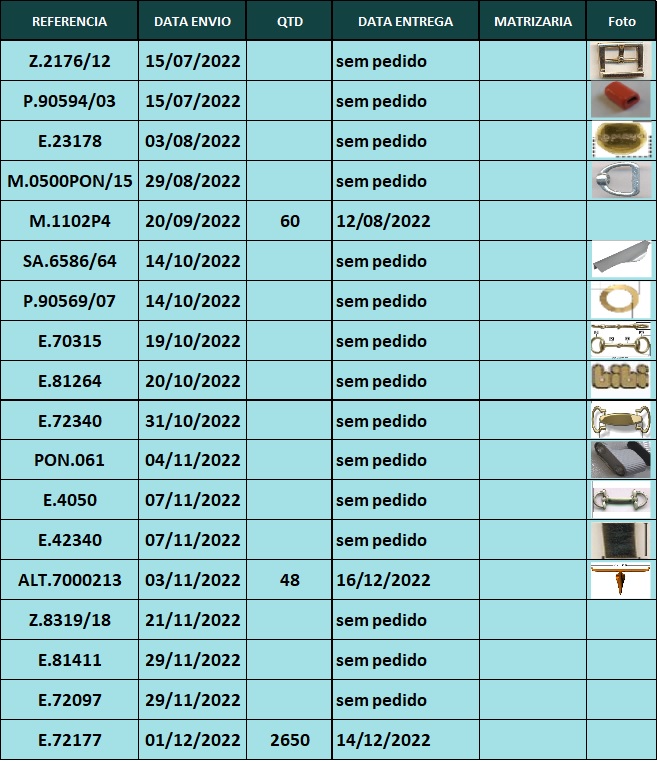 REFERENCIA DATA ENVIO QTD DATA ENTREGA MATRIZARIA Foto
Z.2176/12 15/07/2022 sem pedido
P.90594/03 15/07/2022 sem pedido
E.23178 03/08/2022 sem pedido
M.0500PON/15 29/08/2022 sem pedido
M.1102P4 20/09/2022 60 12/08/2022
SA.6586/64 14/10/2022 sem pedido
P.90569/07 14/10/2022 sem pedido
E.70315 19/10/2022 sem pedido
E.81264 20/10/2022 sem pedido bibi
E.72340 31/10/2022 sem pedido
PON.061 04/11/2022 sem pedido
E.4050 07/11/2022 sem pedido
E.42340 07/11/2022 sem pedido
ALT.7000213 03/11/2022 48 16/12/2022
Z.8319/18 21/11/2022 sem pedido
E.81411 29/11/2022 sem pedido
E.72097 29/11/2022 sem pedido
E.72177 01/12/2022 2650 14/12/2022